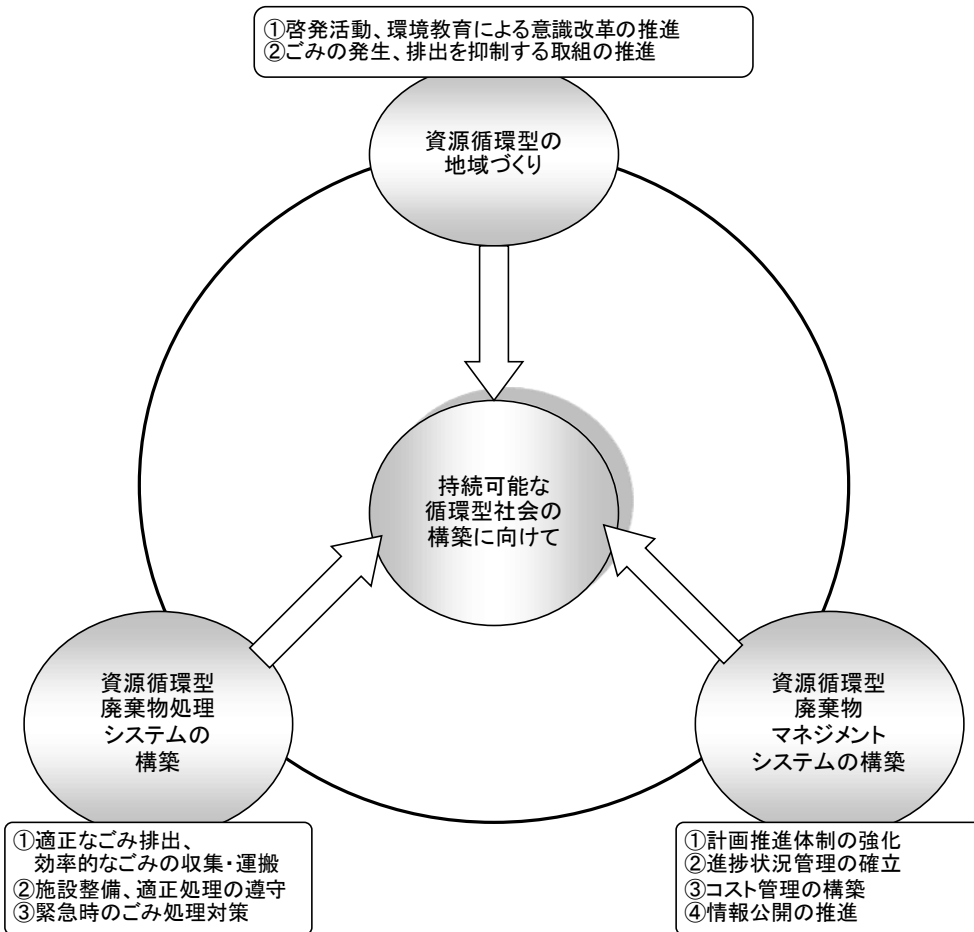 ①啓発活動、環境教育による意識改革の推進
②ごみの発生、排出を抑制する取組の推進
資源循環型の
地域づくり
持続可能な
循環型社会の
構築に向けて
資源循環型
廃棄物処理
システムの
構築
①適正なごみ排出、
効率的なごみの収集・運搬
②施設整備、適正処理の遵守
③緊急時のごみ処理対策
資源循環型
廃棄物
マネジメント
システムの構築
①計画推進体制の強化
②進捗状況管理の確立
③コスト管理の構築
④情報公開の推進